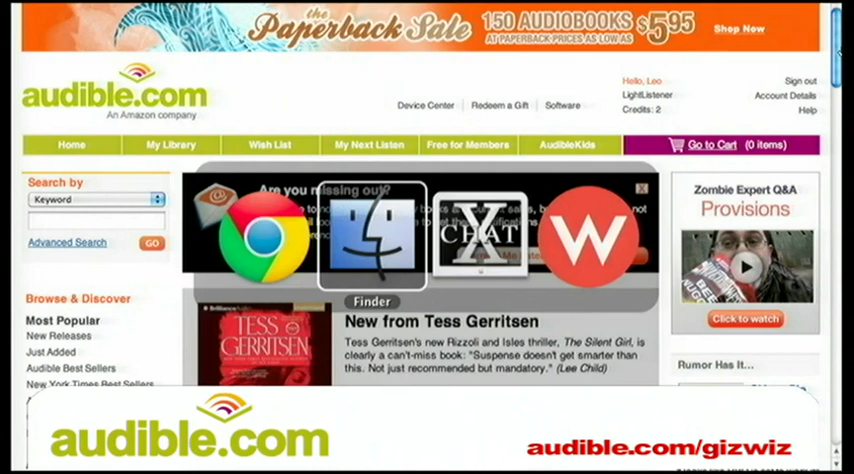 the
Paperback Sale
150 AUDIOBOOKS
AT PAPERBACK PRICES AS LOW AS
$5.95
Shop Now
audible.com
An Amazon company
Hello, Leo
LightListener
Credits: 2
Sign out
Account Details
Help
Device Center
Redeem a Gift
Software
Home
My Library
My Next Listen
Wish List
Free for Members
AudibleKids
Go to Cart (0 items)
Search by
Keyword
Advanced Search
GO
Are you missing out?
X
CHAT
W
Finder
Zombie Expert Q&A
Provisions
Click to watch
Browse & Discover
Most Popular
New Releases
Just Added
Audible Best Sellers
New York Times Best Sellers
TESS
GERRITSEN
New from Tess Gerritsen
Tess Gerritsen's new Rizzoli and Isles thriller, The Silent Girl, is
clearly a can't-miss book: "Suspense doesn't get smarter than
this. Not just recommended but mandatory." (Lee Child)
Rumor Has It...
audible.com
audible.com/gizwiz